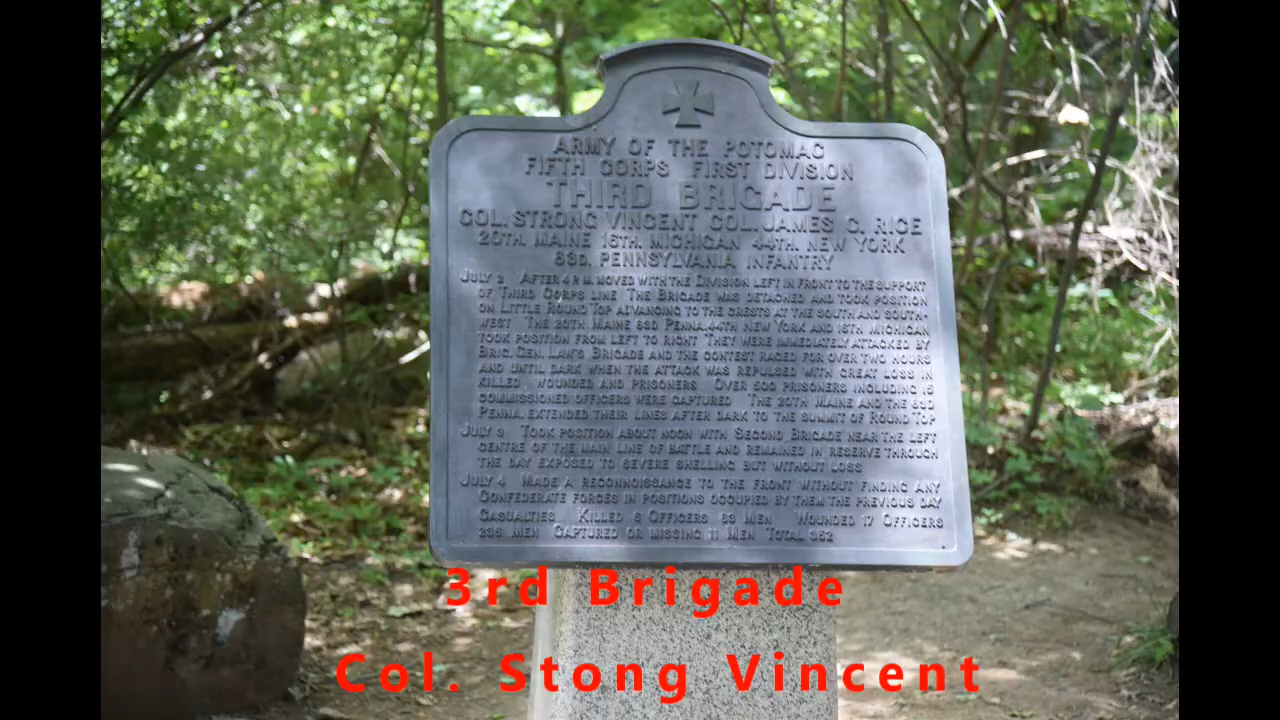 ARMY OF THE POTOMAC
FIFTH CORPS FIRST DIVISION
THIRD BRIGADE
COL. STRONG VINCENT COL. JAMES C. RICE
20TH. MAINE 16TH. MICHIGAN 44TH. NEW YORK
83D. PENNSYLVANIA INFANTRY
JULY 2 AFTER 4 P.M. MOVED WITH THE DIVISION LEFT IN FRONT TO THE SUPPORT
OF THIRD CORPS LINE THE BRIGADE WAS DETACHED AND TOOK POSITION
ON LITTLE ROUND TOP ADVANCING TO THE CRESTS AT THE SOUTH AND SOUTH-
WEST THE 20TH MAINE 83D PENNA. 44TH NEW YORK AND 16TH MICHIGAN
TOOK POSITION FROM LEFT TO RIGHT THEY WERE IMMEDIATELY ATTACKED BY
BRIG. GEN. LAW'S BRIGADE AND THE CONTEST RAGED FOR OVER TWO HOURS
AND UNTIL DARK WHEN THE ATTACK WAS REPULSED WITH GREAT LOSS IN
KILLED, WOUNDED AND PRISONERS OVER 500 PRISONERS INCLUDING 15
COMMISSIONED OFFICERS WERE CAPTURED THE 20TH MAINE AND THE 83D
PENNA. EXTENDED THEIR LINES AFTER DARK TO THE SUMMIT OF ROUND TOP
JULY 3 TOOK POSITION ABOUT NOON WITH SECOND BRIGADE NEAR THE LEFT
CENTRE OF THE MAIN LINE OF BATTLE AND REMAINED IN RESERVE THROUGH
THE DAY EXPOSED TO SEVERE SHELLING BUT WITHOUT LOSS
JULY 4 MADE A RECONNOISSANCE TO THE FRONT WITHOUT FINDING ANY
CONFEDERATE FORCES IN POSITIONS OCCUPIED BY THEM THE PREVIOUS DAY
CASUALTIES KILLED 6 OFFICERS 83 MEN WOUNDED 17 OFFICERS
236 MEN CAPTURED OR MISSING 11 MEN TOTAL 352
3rd Brigade
Col. Stong Vincent